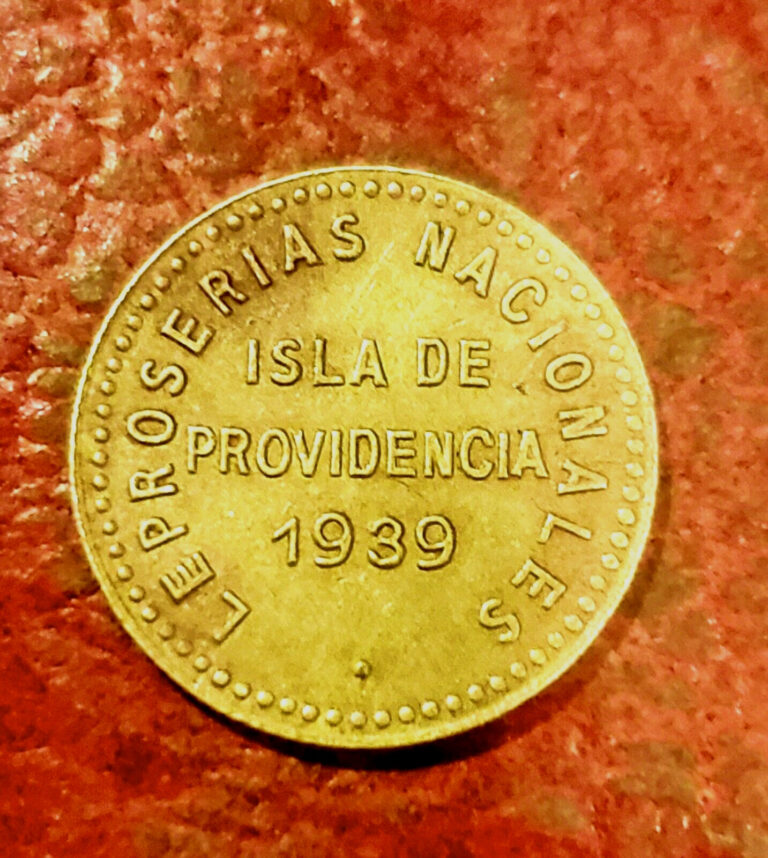 LEPROSERIAS NACIONALES
ISLA DE
PROVIDENCIA
1939